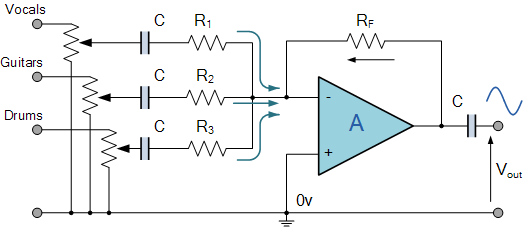 Vocals
C
R1
RF
Guitars
C
R2
-
A
C
Drums
C
R3
+
Vout
0v